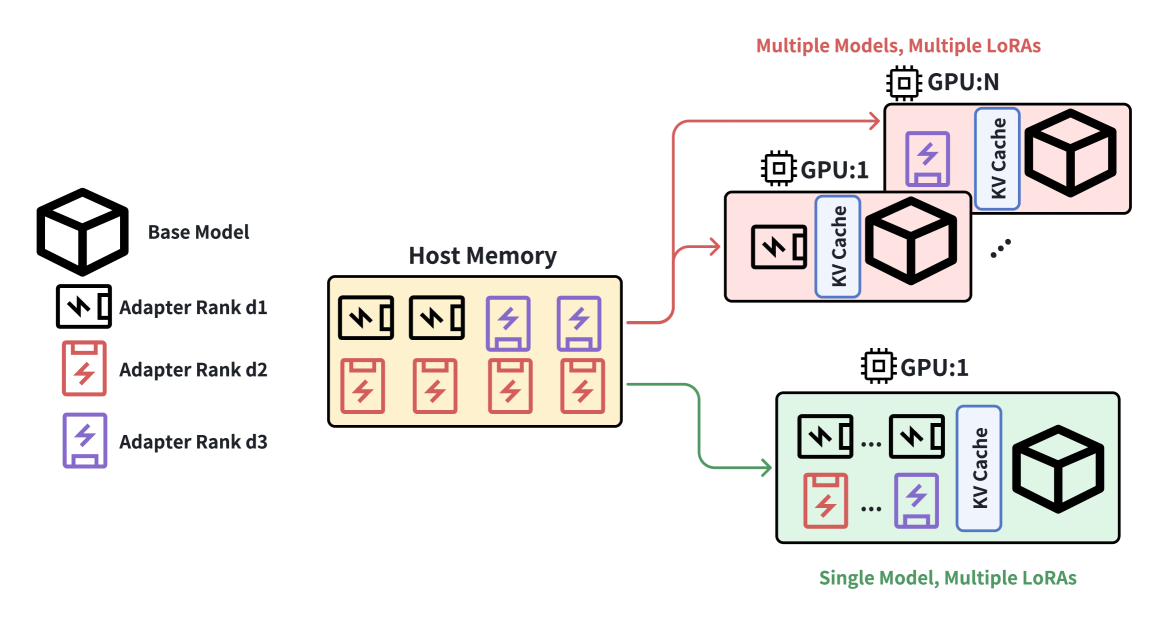 Multiple Models, Multiple LoRAs
GPU:N
KV Cache
GPU:1
KV Cache
Base Model
Adapter Rank d1
Adapter Rank d2
Adapter Rank d3
Host Memory
GPU:1
KV Cache
Single Model, Multiple LoRAs